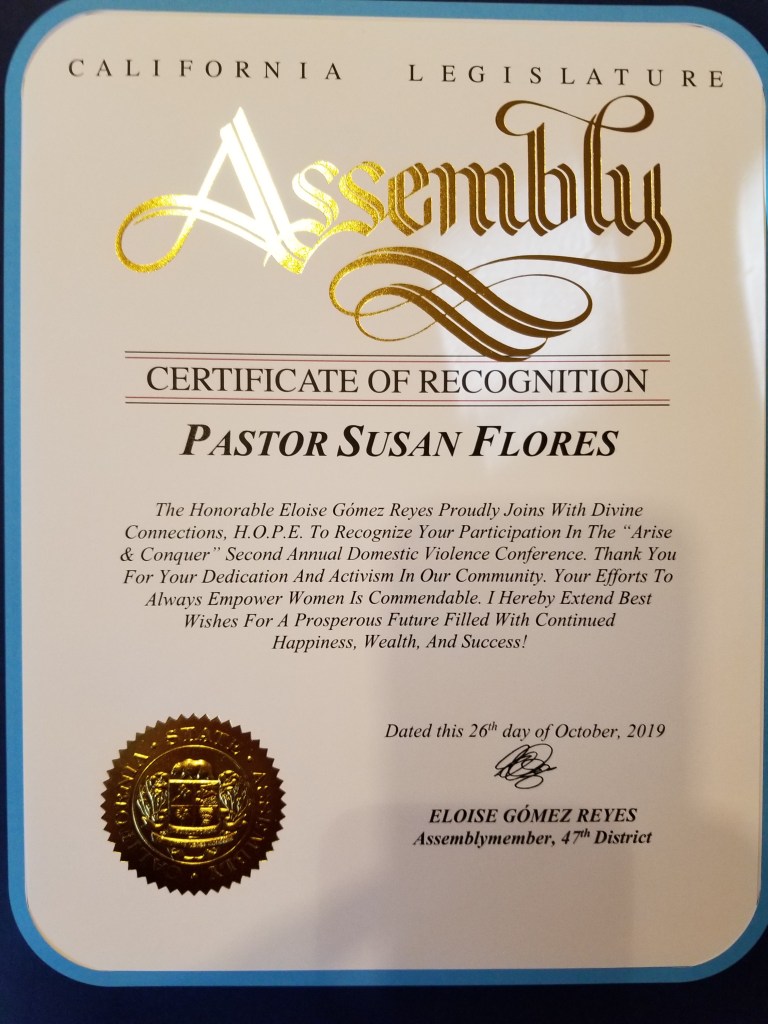 CALIFORNIA LEGISLATURE
Assembly
CERTIFICATE OF RECOGNITION
PASTOR SUSAN FLORES
The Honorable Eloise Gómez Reyes Proudly Joins With Divine
Connections, H.O.P.E. To Recognize Your Participation In The “Arise
& Conquer” Second Annual Domestic Violence Conference. Thank You
For Your Dedication And Activism In Our Community. Your Efforts To
Always Empower Women Is Commendable. I Hereby Extend Best
Wishes For A Prosperous Future Filled With Continued
Happiness, Wealth, And Success!
CALIFORNIA · STATE · ASSEMBLY
Dated this 26th day of October, 2019
ELOISE GÓMEZ REYES
Assemblymember, 47th District